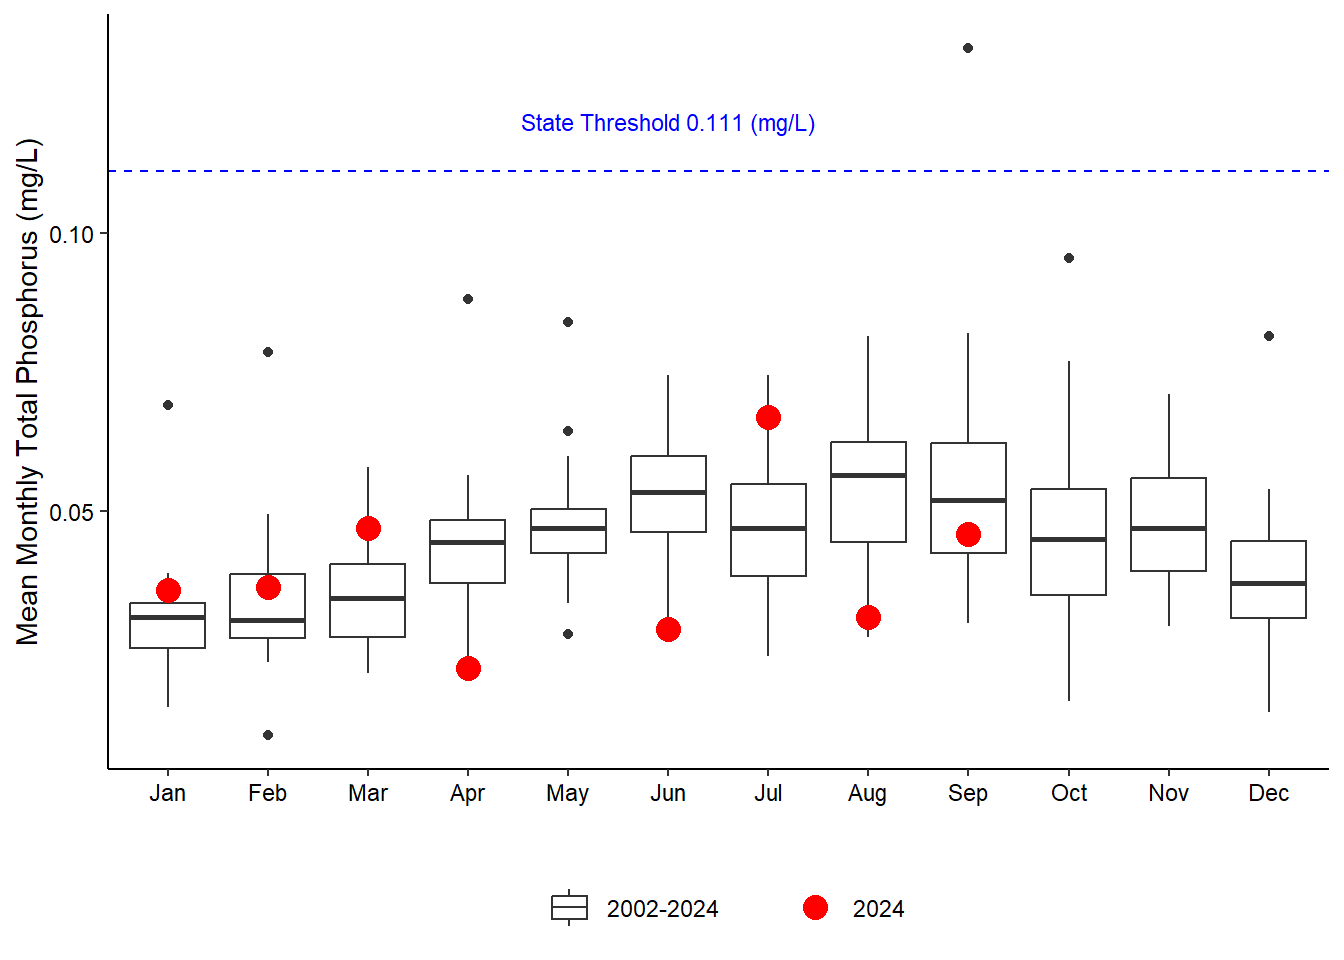 State Threshold 0.111 (mg/L)
Mean Monthly Total Phosphorus (mg/L)
0.10
0.05
Jan Feb Mar Apr May Jun Jul Aug Sep Oct Nov Dec
2002-2024 2024